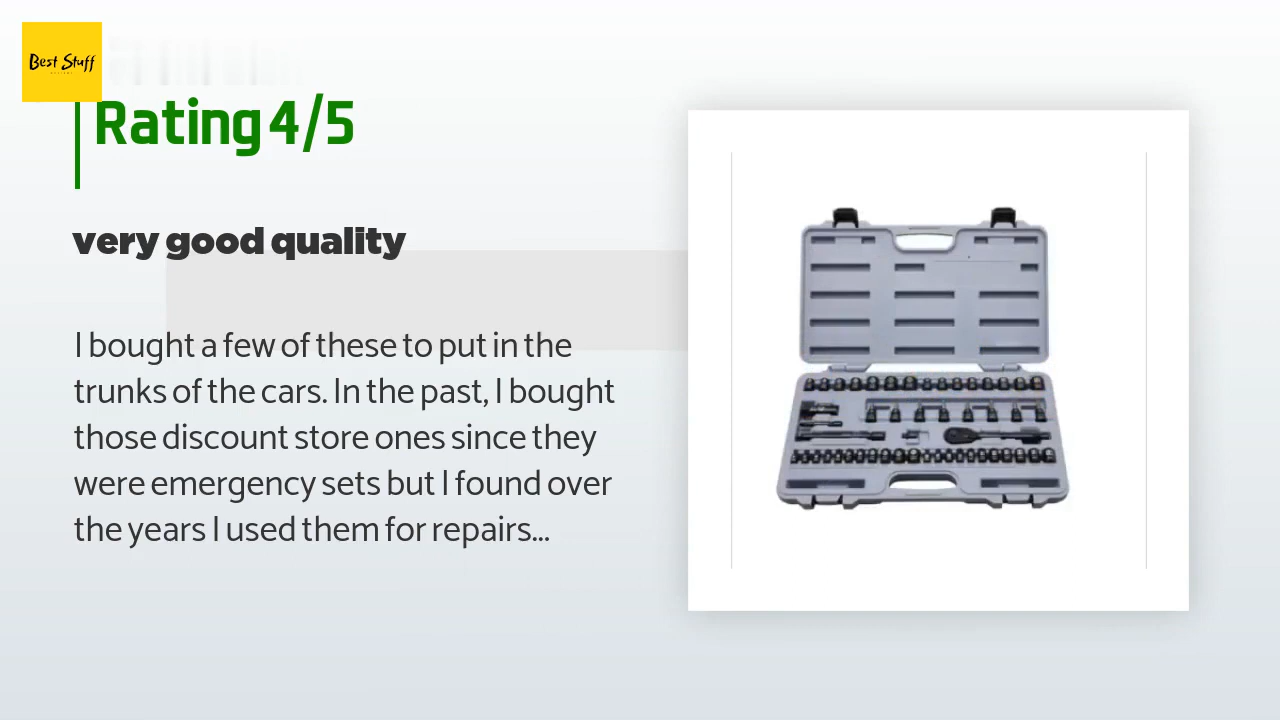 Best Stuff
Rating 4/5
very good quality
I bought a few of these to put in the
trunks of the cars. In the past, I bought
those discount store ones since they
were emergency sets but I found over
the years I used them for repairs...